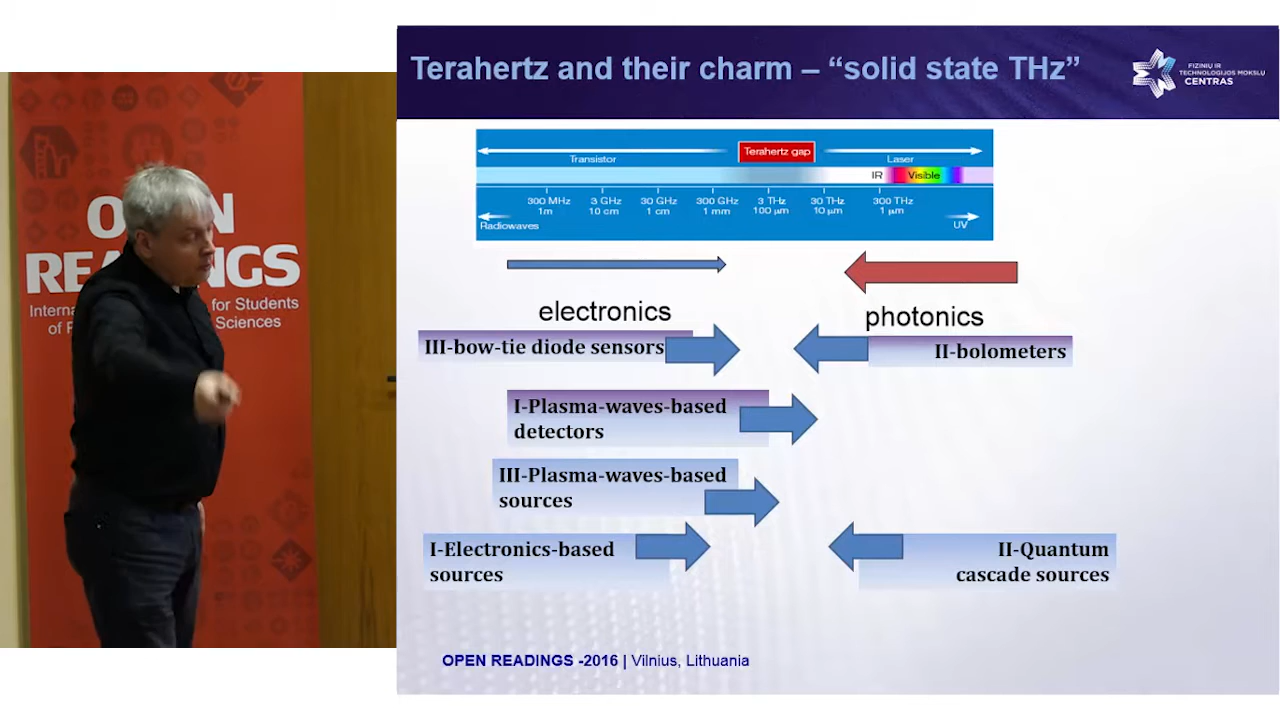 OPEN
READINGS
for Students
of
Sciences
Terahertz and their charm – “solid state THz”
FIZINIŲ IR
TECHNOLOGIJOS MOKSLŲ
CENTRAS
Terahertz gap
Transistor
Laser
IR
Visible
300 MHz 3 GHz 30 GHz 300 GHz 3 THz 30 THz 300 THz
1m 10 cm 1 cm 1 mm 100 µm 10 µm 1 µm
Radiowaves
UV
electronics
photonics
III-bow-tie diode sensors
II-bolometers
I-Plasma-waves-based
detectors
III-Plasma-waves-based
sources
I-Electronics-based
sources
II-Quantum
cascade sources
OPEN READINGS -2016 | Vilnius, Lithuania